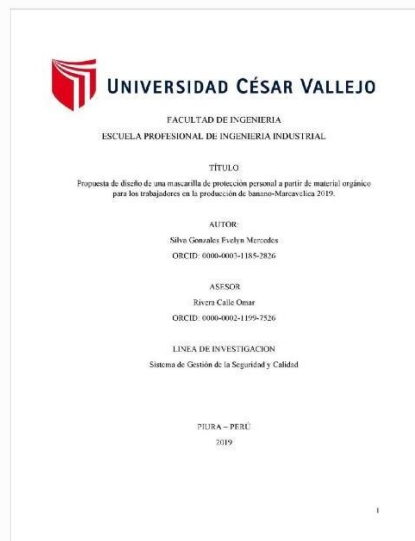 UNIVERSIDAD CÉSAR VALLEJO
FACULTAD DE INGENIERIA
ESCUELA PROFESIONAL DE INGENIERIA INDUSTRIAL
TÍTULO
Propuesta de diseño de una mascarilla de protección personal a partir de material orgánico
para los trabajadores en la producción de banano-Marcavelica 2019.
AUTOR:
Silva Gonzales Evelyn Mercedes
ORCID: 0000-0003-1185-2826
ASESOR
Rivera Calle Omar
ORCID: 0000-0002-1199-7526
LINEA DE INVESTIGACION
Sistema de Gestión de la Seguridad y Calidad
PIURA – PERÚ
2019